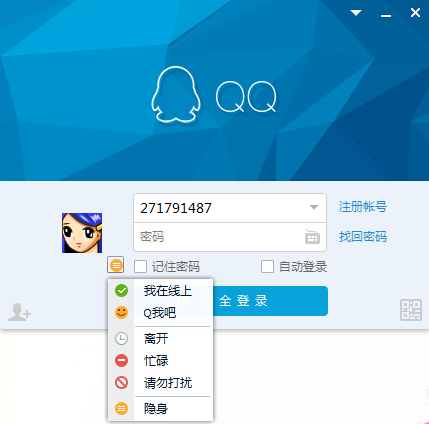 QQ
271791487
注册帐号
密码
找回密码
记住密码
自动登录
全登录
我在线上
Q我吧
离开
忙碌
请勿打扰
隐身